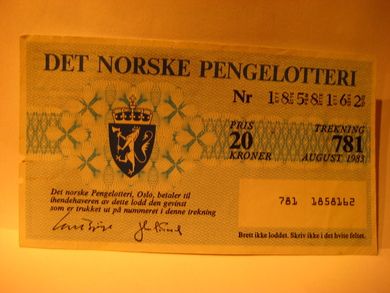 DET NORSKE PENGELOTTERI
Nr 1858162
PRIS TREKNING
20 781
KRONER AUGUST 1983
781 1858162
Det norske Pengelotteri, Oslo, betaler til
ihendehaveren av dette lodd den gevinst
som er trukket ut på nummeret i denne trekning
Brett ikke loddet. Skriv ikke i det hvite feltet.